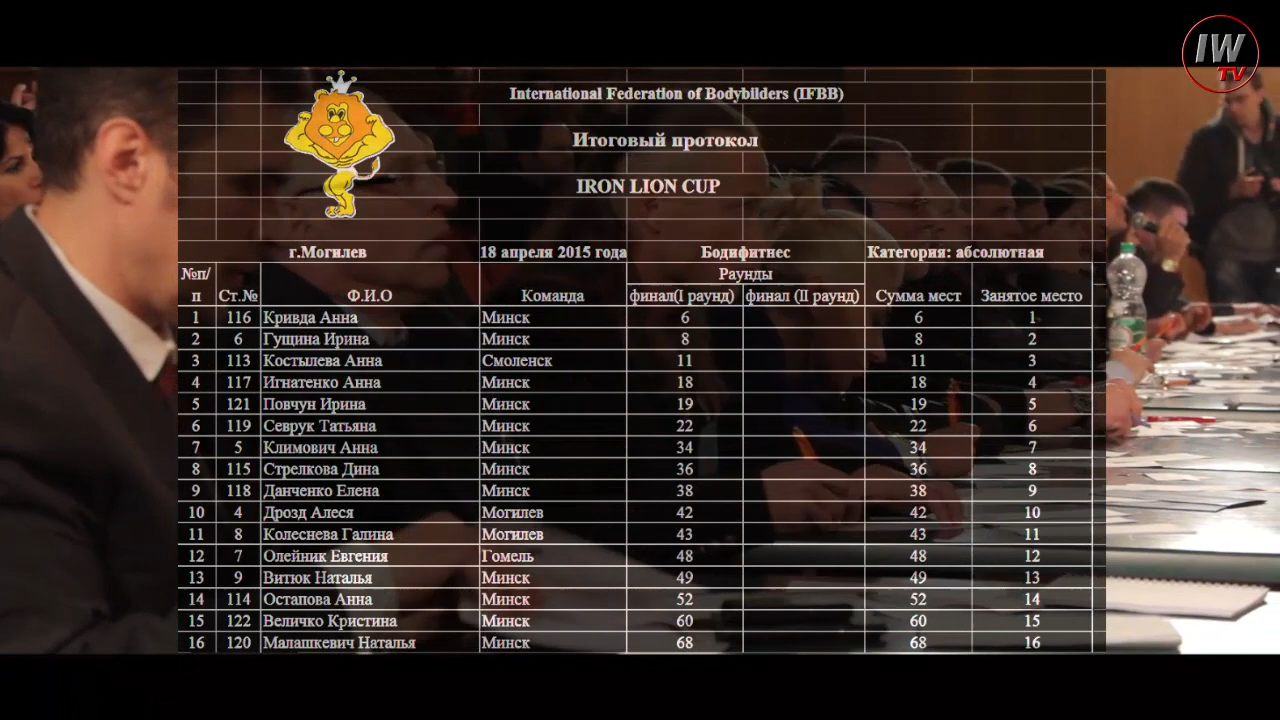 IW
TV
International Federation of Bodybilders (IFBB)
Итоговый протокол
IRON LION CUP
г.Могилев 18 апреля 2015 года Бодифитнес Категория: абсолютная
№п/п Ст.№ Ф.И.О Команда Раунды финал(I раунд) финал (II раунд) Сумма мест Занятое место
1 116 Кривда Анна Минск 6 6 1
2 6 Гущина Ирина Минск 8 8 2
3 113 Костылева Анна Смоленск 11 11 3
4 117 Игнатенко Анна Минск 18 18 4
5 121 Повчун Ирина Минск 19 19 5
6 119 Севрук Татьяна Минск 22 22 6
7 5 Климович Анна Минск 34 34 7
8 115 Стрелкова Дина Минск 36 36 8
9 118 Данченко Елена Минск 38 38 9
10 4 Дрозд Алеся Могилев 42 42 10
11 8 Колеснева Галина Могилев 43 43 11
12 7 Олейник Евгения Гомель 48 48 12
13 9 Витюк Наталья Минск 49 49 13
14 114 Остапова Анна Минск 52 52 14
15 122 Величко Кристина Минск 60 60 15
16 120 Малашкевич Наталья Минск 68 68 16